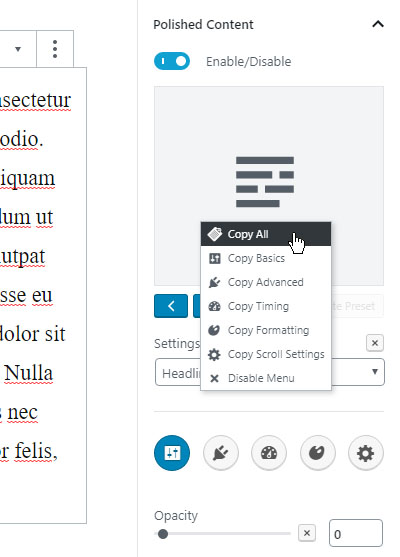 Polished Content
Enable/Disable
nsectetur
odio.
iquam
dum ut
utpat
sse eu
dolor sit
Nulla
s nec
or felis,
Copy All
Copy Basics
Copy Advanced
Copy Timing
Copy Formatting
Copy Scroll Settings
Disable Menu
te Preset
Settings
Headli
Opacity
0